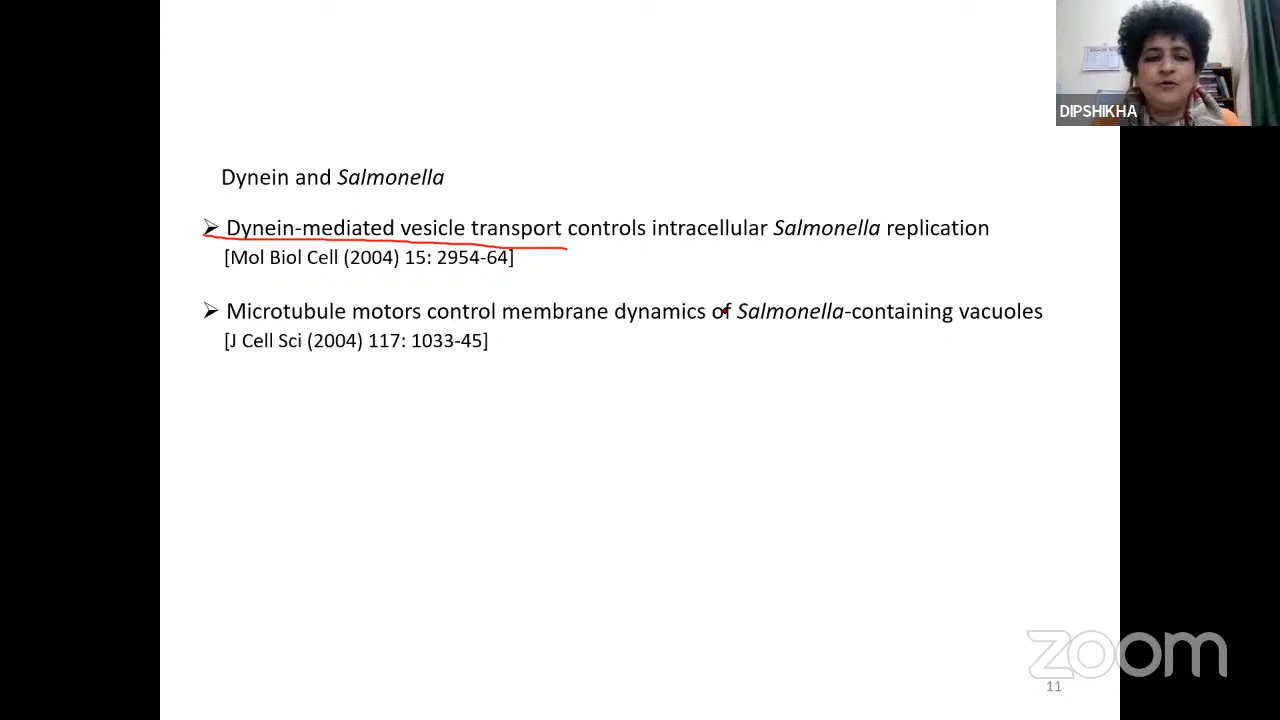 DIPSHIKHA
Dynein and Salmonella
➢ Dynein-mediated vesicle transport controls intracellular Salmonella replication
[Mol Biol Cell (2004) 15: 2954-64]
➢ Microtubule motors control membrane dynamics of Salmonella-containing vacuoles
[J Cell Sci (2004) 117: 1033-45]
zoom
11